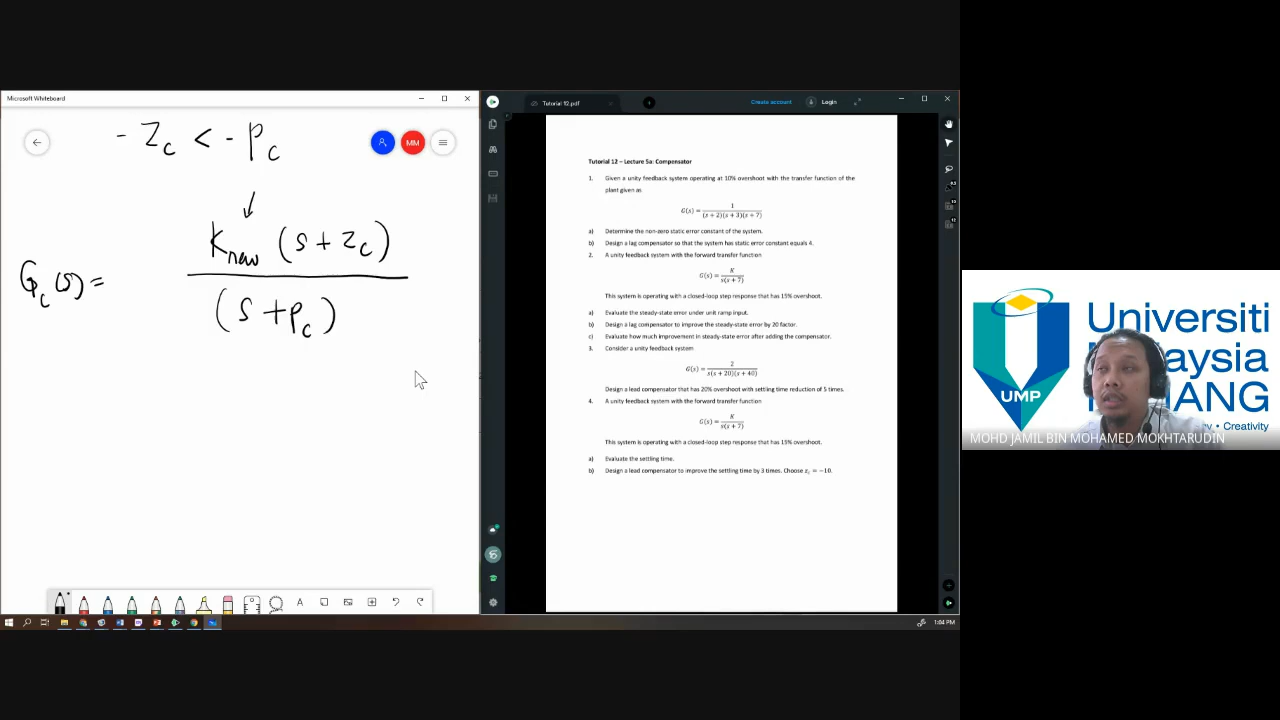 Microsoft Whiteboard
- Zc < - Pc
MM
↓
Gc(s) = Knew (s + Zc)
(s + Pc)
1:04 PM
Tutorial 12.pdf
Create account
Login
Tutorial 12 – Lecture 5a: Compensator
1. Given a unity feedback system operating at 10% overshoot with the transfer function of the
plant given as
G(s) = 1
(s + 2)(s + 3)(s + 7)
a) Determine the non-zero static error constant of the system.
b) Design a lag compensator so that the system has static error constant equals 4.
2. A unity feedback system with the forward transfer function
G(s) = K
s(s + 7)
This system is operating with a closed-loop step response that has 15% overshoot.
a) Evaluate the steady-state error under unit ramp input.
b) Design a lag compensator to improve the steady-state error by 20 factor.
c) Evaluate how much improvement in steady-state error after adding the compensator.
3. Consider a unity feedback system
G(s) = 2
s(s + 20)(s + 40)
Design a lead compensator that has 20% overshoot with settling time reduction of 5 times.
4. A unity feedback system with the forward transfer function
G(s) = K
s(s + 7)
This system is operating with a closed-loop step response that has 15% overshoot.
a) Evaluate the settling time.
b) Design a lead compensator to improve the settling time by 3 times. Choose zc = −10.
Universiti
Malaysia
PAHANG
UMP
Creativity
MOHD JAMIL BIN MOHAMED MOKHTARUDIN